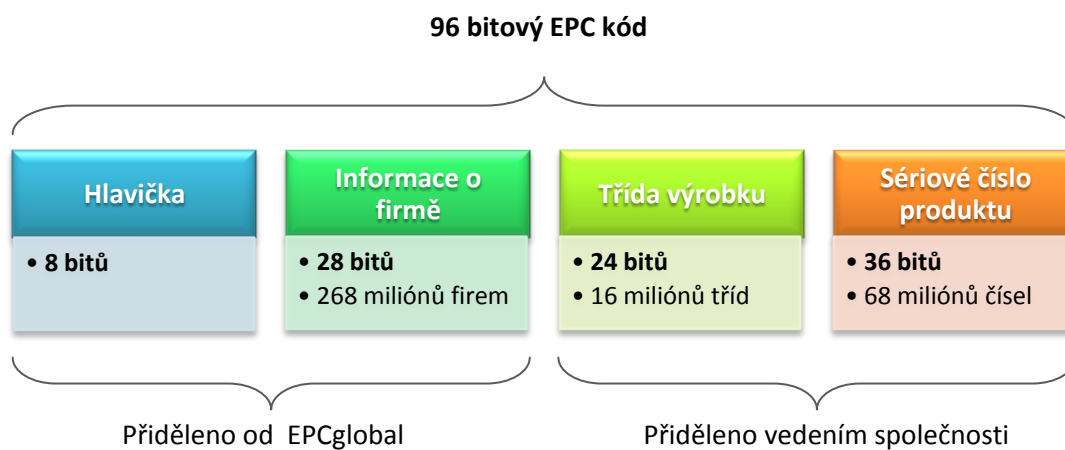 96 bitový EPC kód
Hlavička
• 8 bitů
Informace o
firmě
• 28 bitů
• 268 miliónů firem
Třída výrobku
• 24 bitů
• 16 miliónů tříd
Sériové číslo
produktu
• 36 bitů
• 68 miliónů čísel
Přiděleno od EPCglobal
Přiděleno vedením společnosti